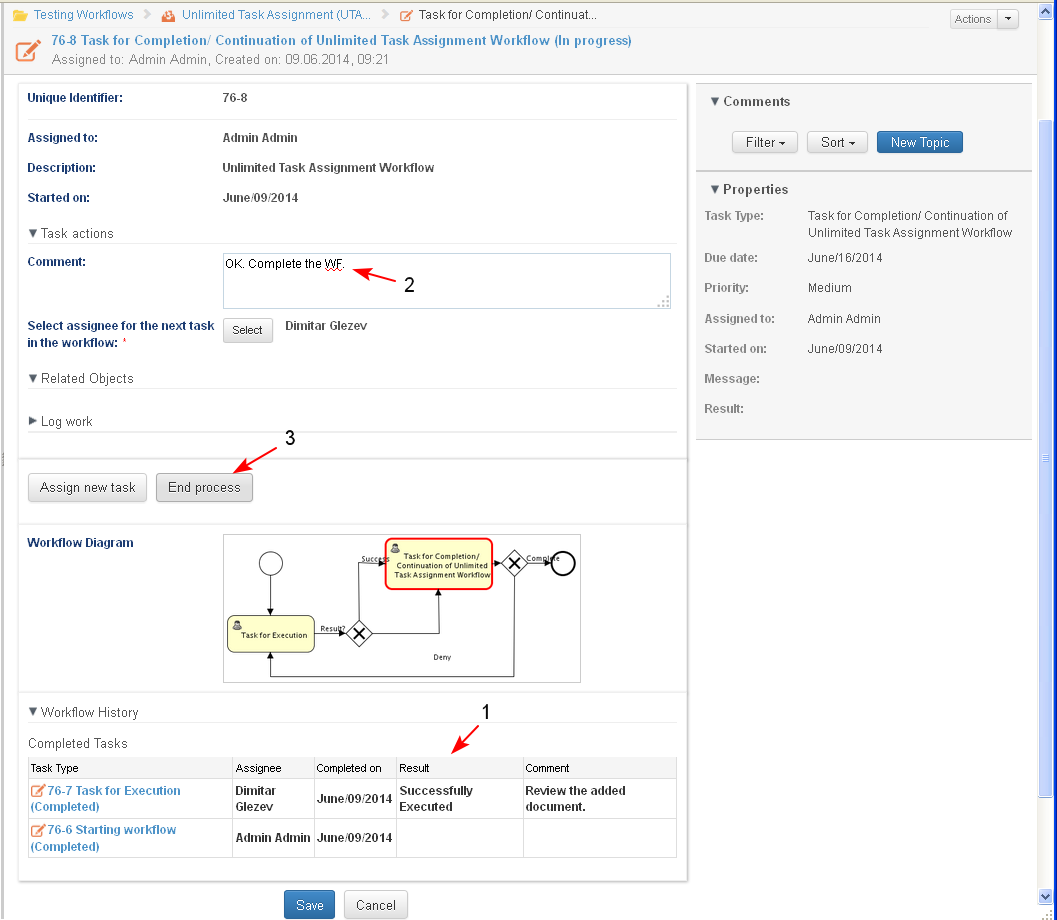 Testing Workflows
Unlimited Task Assignment (UTA...
Task for Completion/ Continuat...
Actions
76-8 Task for Completion/ Continuation of Unlimited Task Assignment Workflow (In progress)
Assigned to: Admin Admin, Created on: 09.06.2014, 09:21
Unique Identifier: 76-8
Assigned to: Admin Admin
Description: Unlimited Task Assignment Workflow
Started on: June/09/2014
Task actions
Comment: OK. Complete the WF.
2
Select assignee for the next task
in the workflow: *
Select
Dimitar Glezev
Related Objects
Log work
3
Assign new task
End process
Workflow Diagram
Success
Task for Completion/
Continuation of Unlimited
Task Assignment Workflow
Complete
Task for Execution
Result?
Deny
1
Workflow History
Completed Tasks
Task Type Assignee Completed on Result Comment
76-7 Task for Execution
(Completed)
Dimitar
Glezev
June/09/2014
Successfully
Executed
Review the added
document.
76-6 Starting workflow
(Completed)
Admin Admin
June/09/2014
Save
Cancel
Comments
Filter
Sort
New Topic
Properties
Task Type: Task for Completion/ Continuation of
Unlimited Task Assignment Workflow
Due date: June/16/2014
Priority: Medium
Assigned to: Admin Admin
Started on: June/09/2014
Message:
Result: